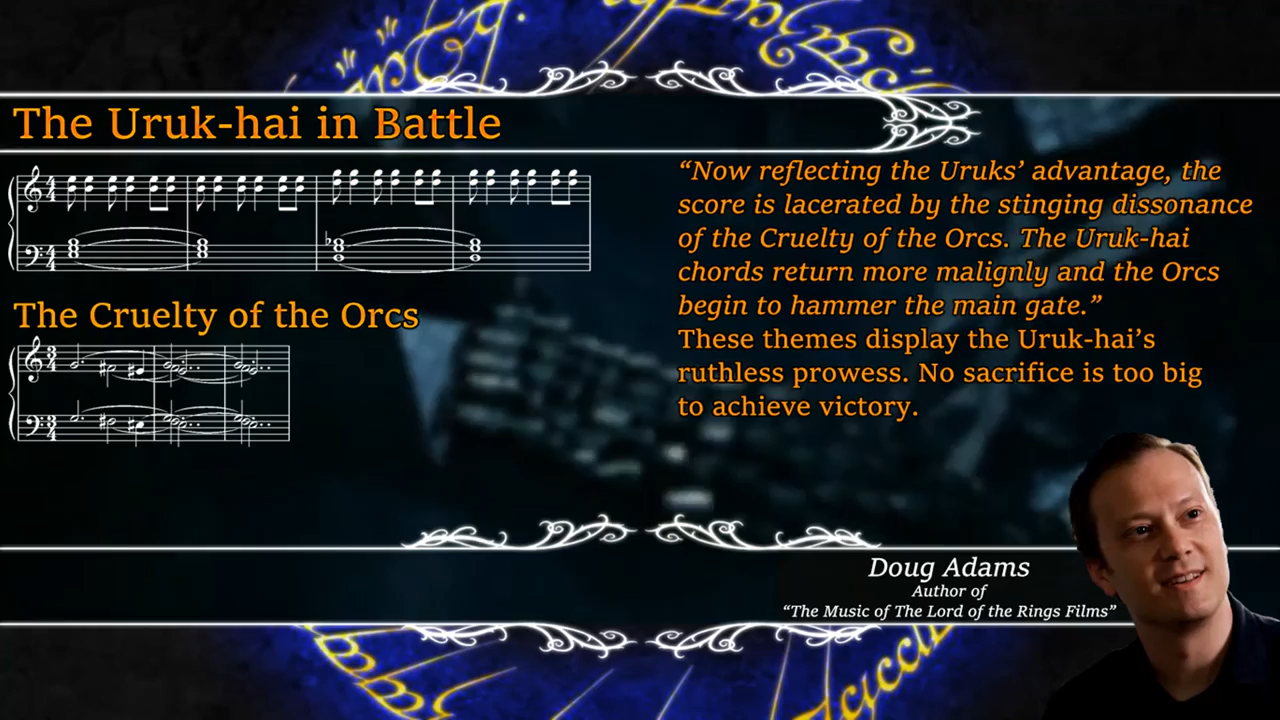 The Uruk-hai in Battle
“Now reflecting the Uruks’ advantage, the
score is lacerated by the stinging dissonance
of the Cruelty of the Orcs. The Uruk-hai
chords return more malignly and the Orcs
begin to hammer the main gate.”
These themes display the Uruk-hai’s
ruthless prowess. No sacrifice is too big
to achieve victory.
The Cruelty of the Orcs
Doug Adams
Author of
“The Music of The Lord of the Rings Films”